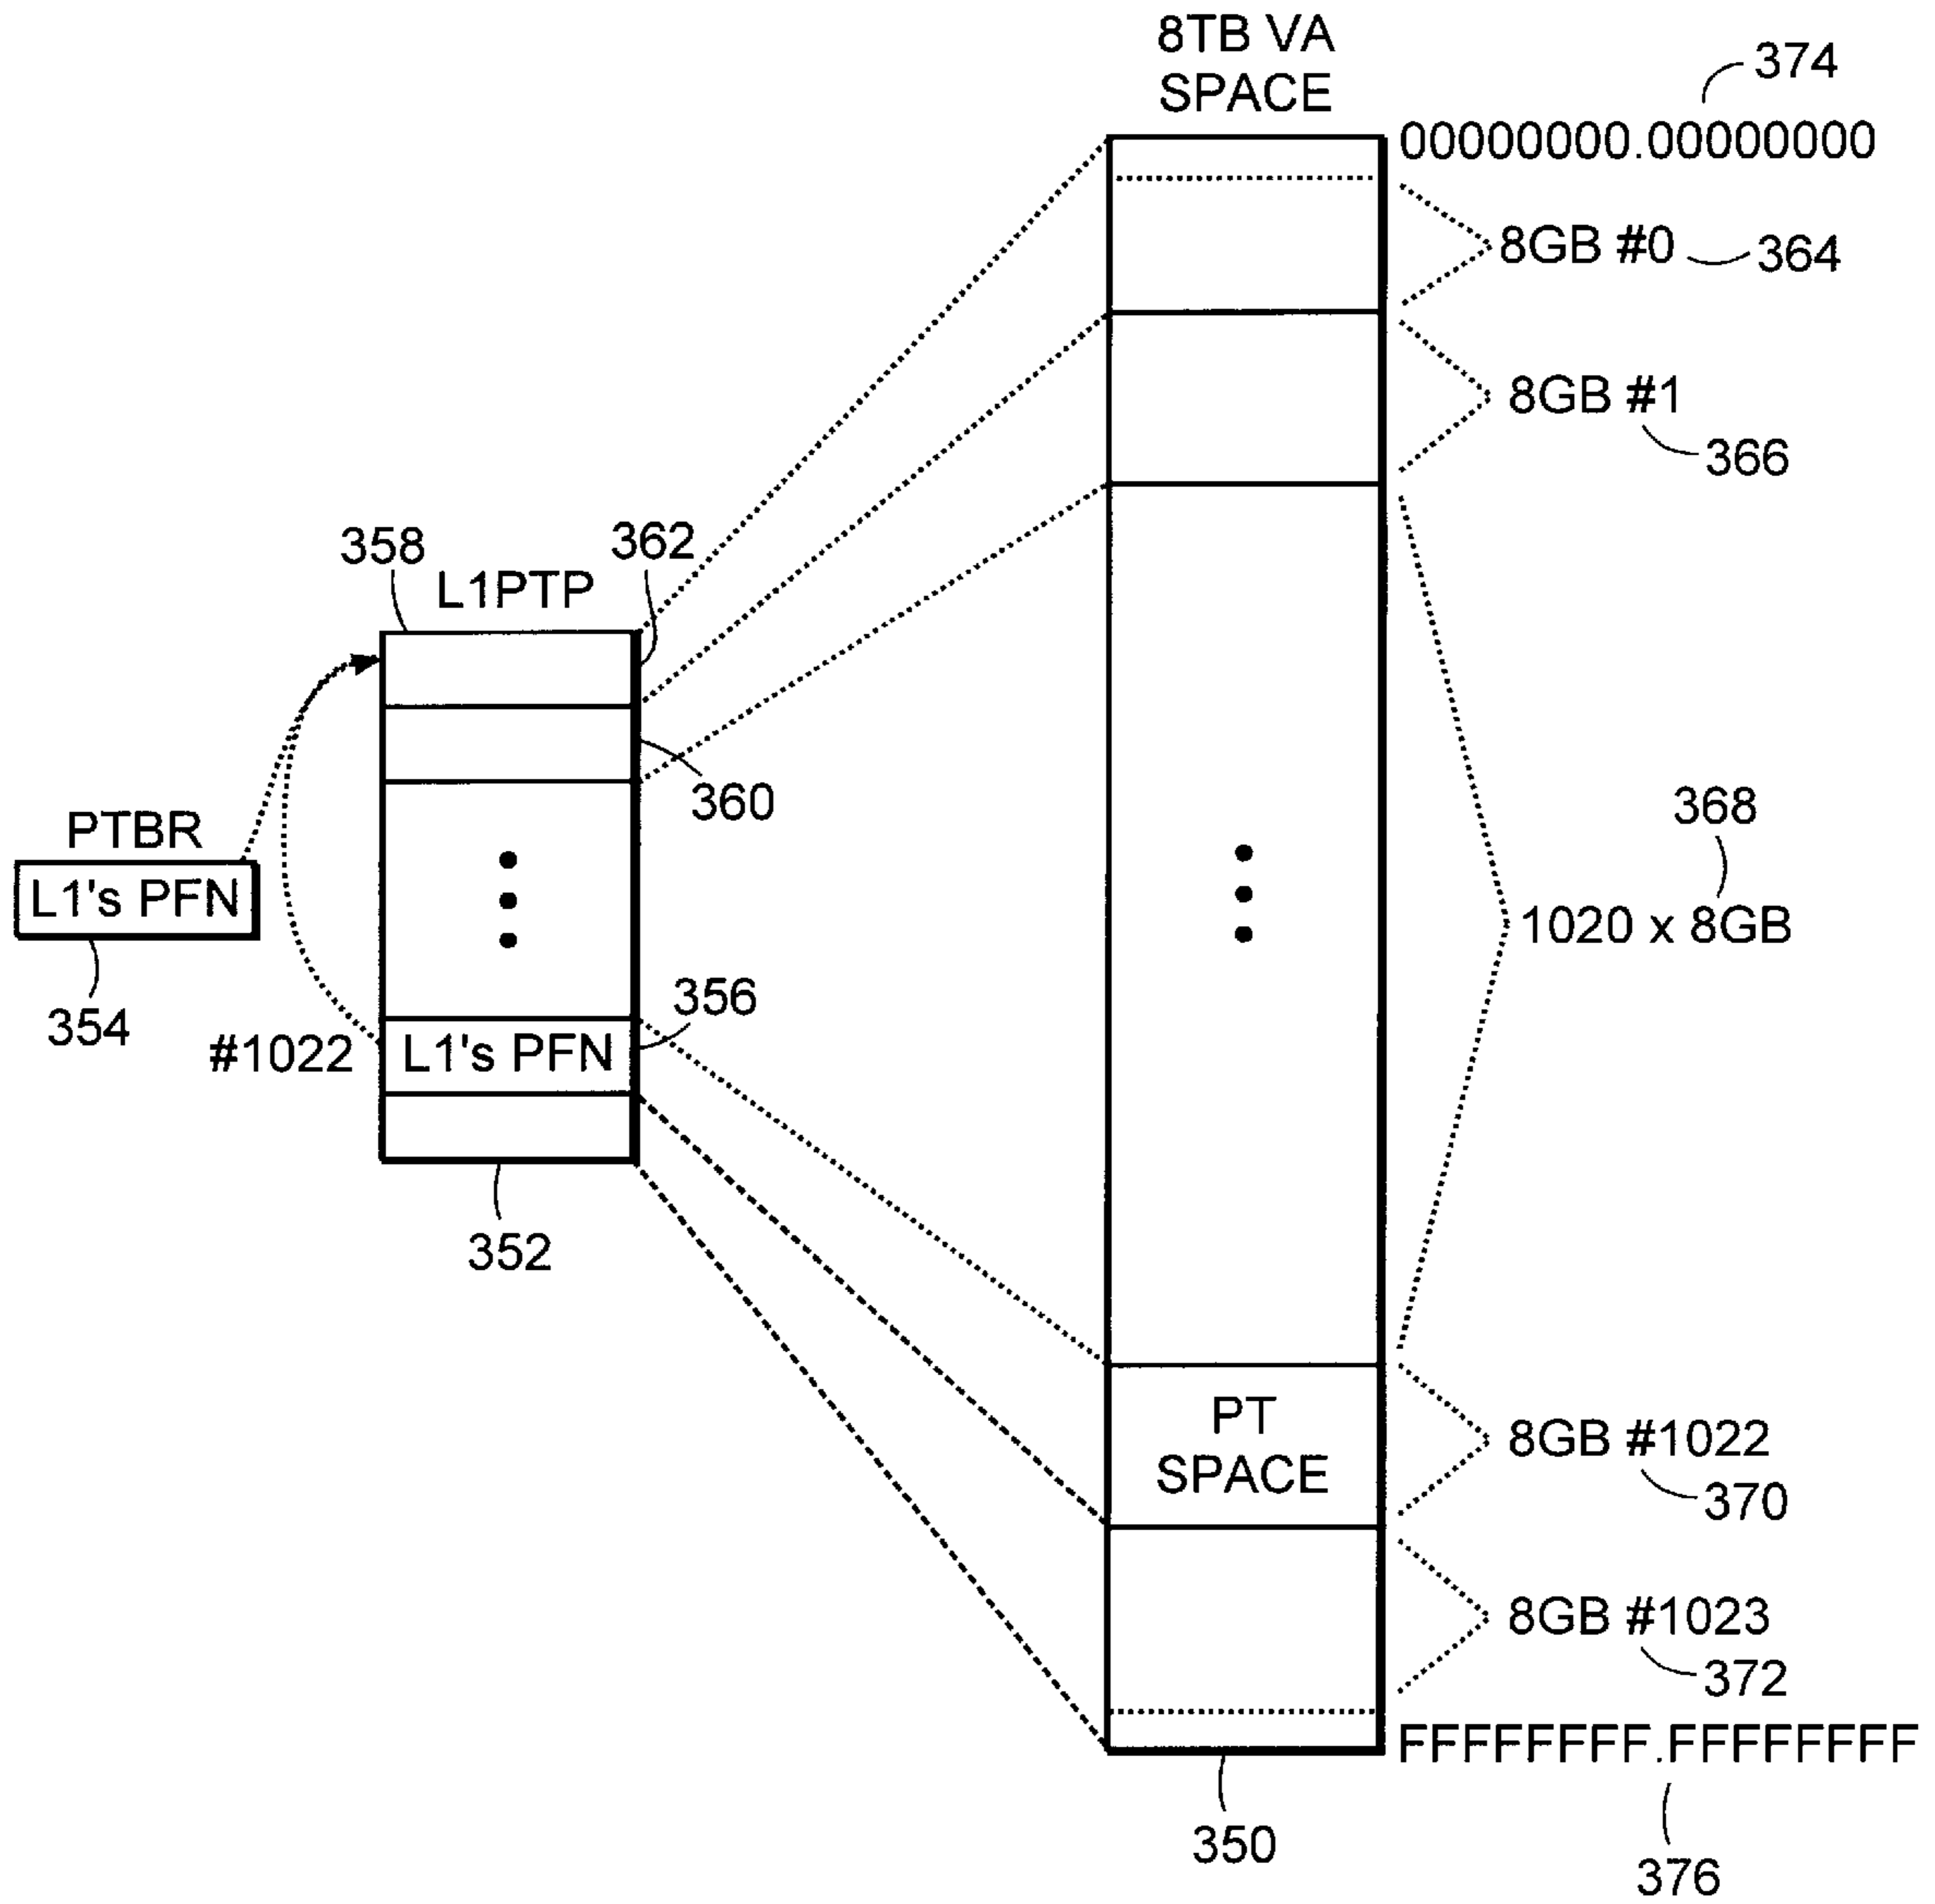 8TB VA
SPACE
374
00000000.00000000
8GB #0
364
8GB #1
366
358
362
L1PTP
360
PTBR
L1's PFN
354
368
1020 x 8GB
356
#1022
L1's PFN
352
PT
SPACE
8GB #1022
370
8GB #1023
372
FFFFFFFF.FFFFFFFF
350
376